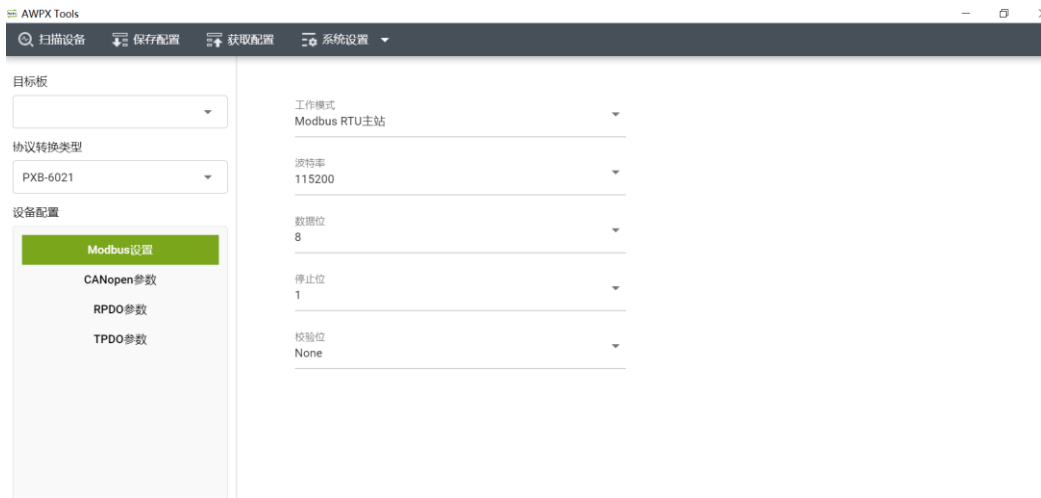 AWPX Tools
扫描设备 保存配置 获取配置 系统设置
目标板
协议转换类型
PXB-6021
设备配置
Modbus设置
CANopen参数
RPDO参数
TPDO参数
工作模式
Modbus RTU主站
波特率
115200
数据位
8
停止位
1
校验位
None